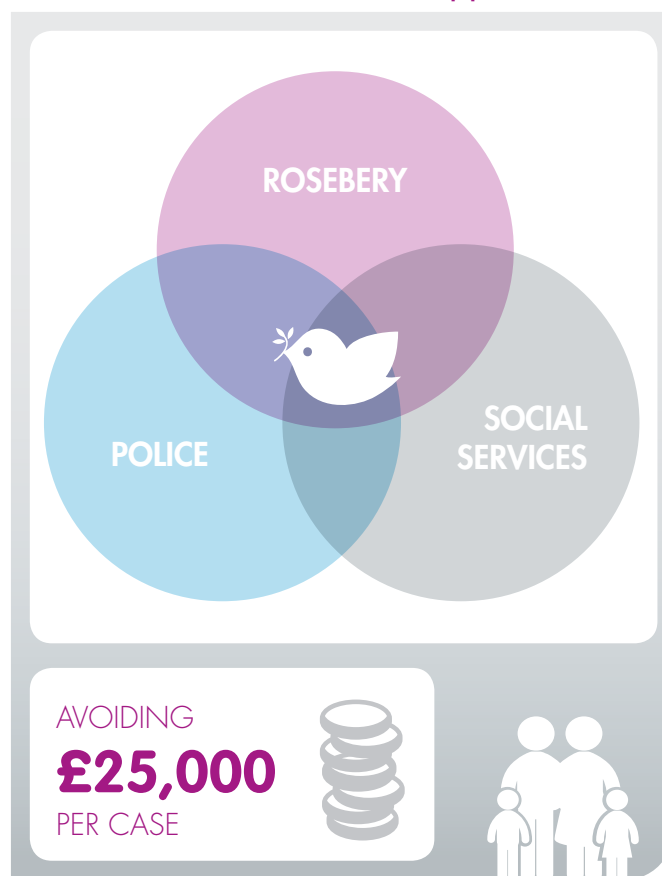 ROSEBERY
POLICE
SOCIAL
SERVICES
AVOIDING
£25,000
PER CASE